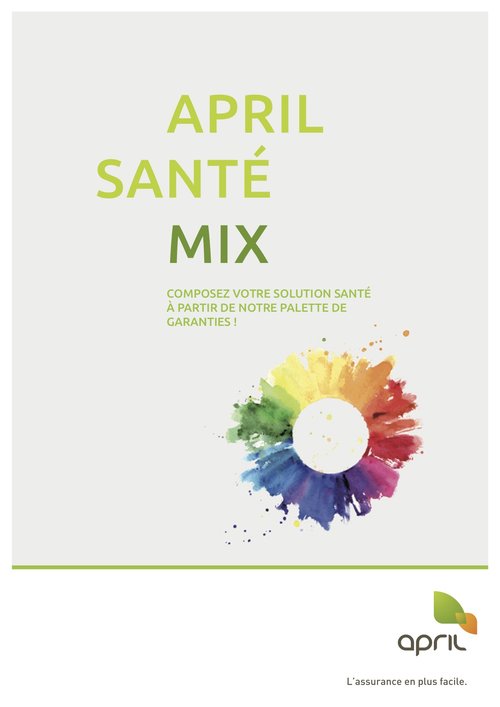 APRIL
SANTÉ
MIX
COMPOSEZ VOTRE SOLUTION SANTÉ
À PARTIR DE NOTRE PALETTE DE
GARANTIES !
april
L'assurance en plus facile.